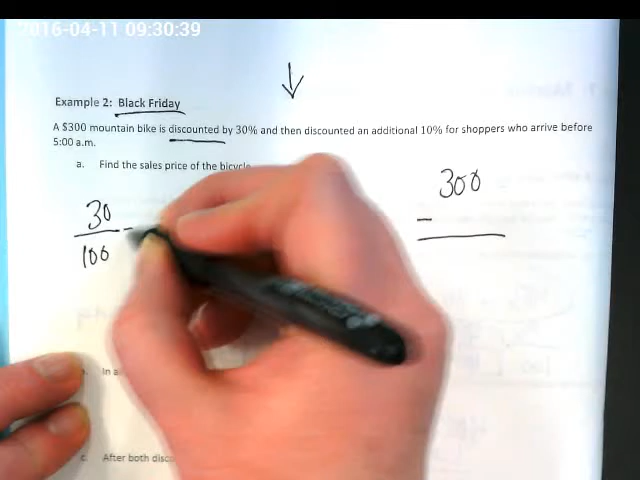 2016-04-11 09:30:39
Example 2: Black Friday
A $300 mountain bike is discounted by 30% and then discounted an additional 10% for shoppers who arrive before
5:00 a.m.
a. Find the sales price of the bicycle
300
30
-
100
In a
c. After both disc